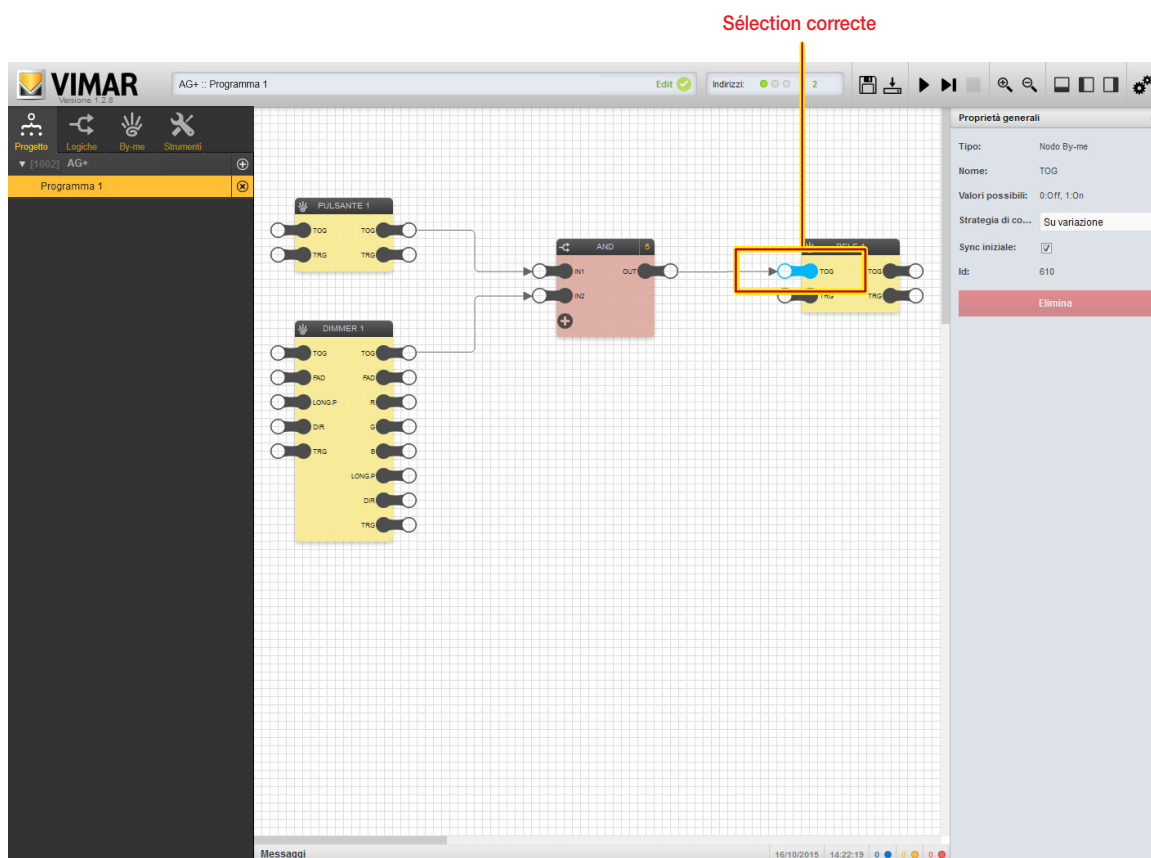 Sélection correcte
VIMAR
Versione 1.2.8
AG+ :: Programma 1
Edit
Indirizzi:
2
Progetto
Logiche
By-me
Strumenti
[1002] AG+
Programma 1
PULSANTE 1
TOG TOG
TRG TRG
DIMMER 1
TOG TOG
FAD FAD
LONG.P R
DIR G
TRG B
LONG.P
DIR
TRG
AND 5
IN1 OUT
IN2
TOG TOG
TRG TRG
Proprietà generali
Tipo: Nodo By-me
Nome: TOG
Valori possibili: 0:Off, 1:On
Strategia di co... Su variazione
Sync iniziale:
Id: 610
Elimina
Messaggi
16/10/2015 14:22:19 0 0 0